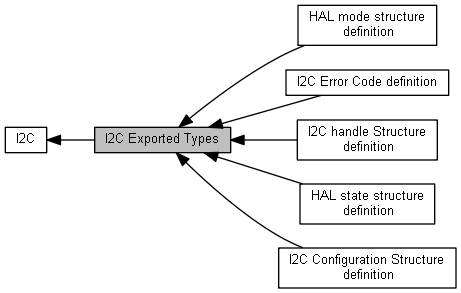 HAL mode structure
definition
I2C Error Code definition
I2C
I2C Exported Types
I2C handle Structure
definition
HAL state structure
definition
I2C Configuration Structure
definition